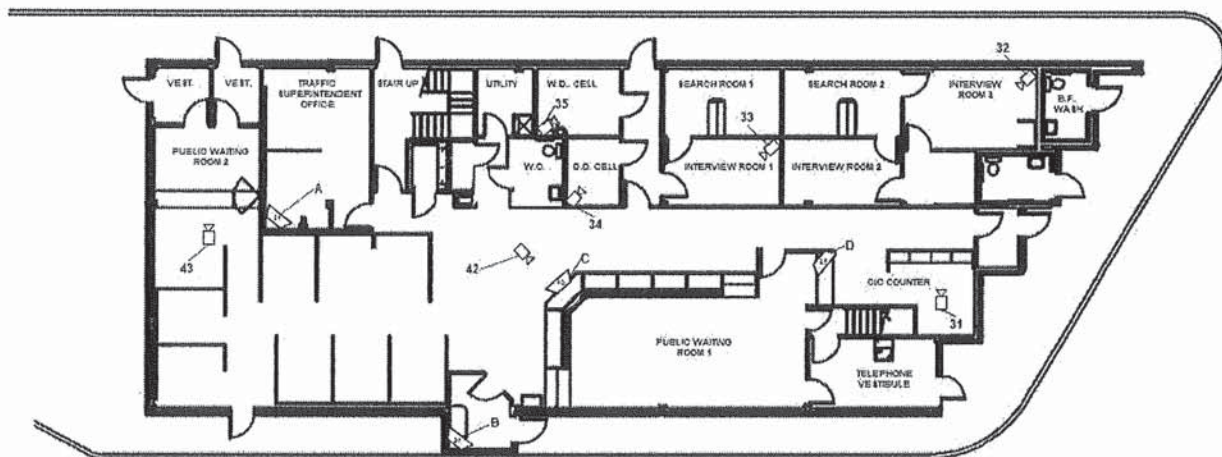 32
VEST.
VEST.
TRAFFIC
SUPERINTENDENT
OFFICE
STAIR UP
UTILITY
W.D. CELL
35
SEARCH ROOM 1
33
SEARCH ROOM 2
INTERVIEW
ROOM 3
B.F.
WASH
PUBLIC WAITING
ROOM 2
A
W.D.
O.D. CELL
34
INTERVIEW ROOM 1
INTERVIEW ROOM 2
43
42
C
D
CIC COUNTER
31
PUBLIC WAITING
ROOM 1
TELEPHONE
VESTIBULE
B